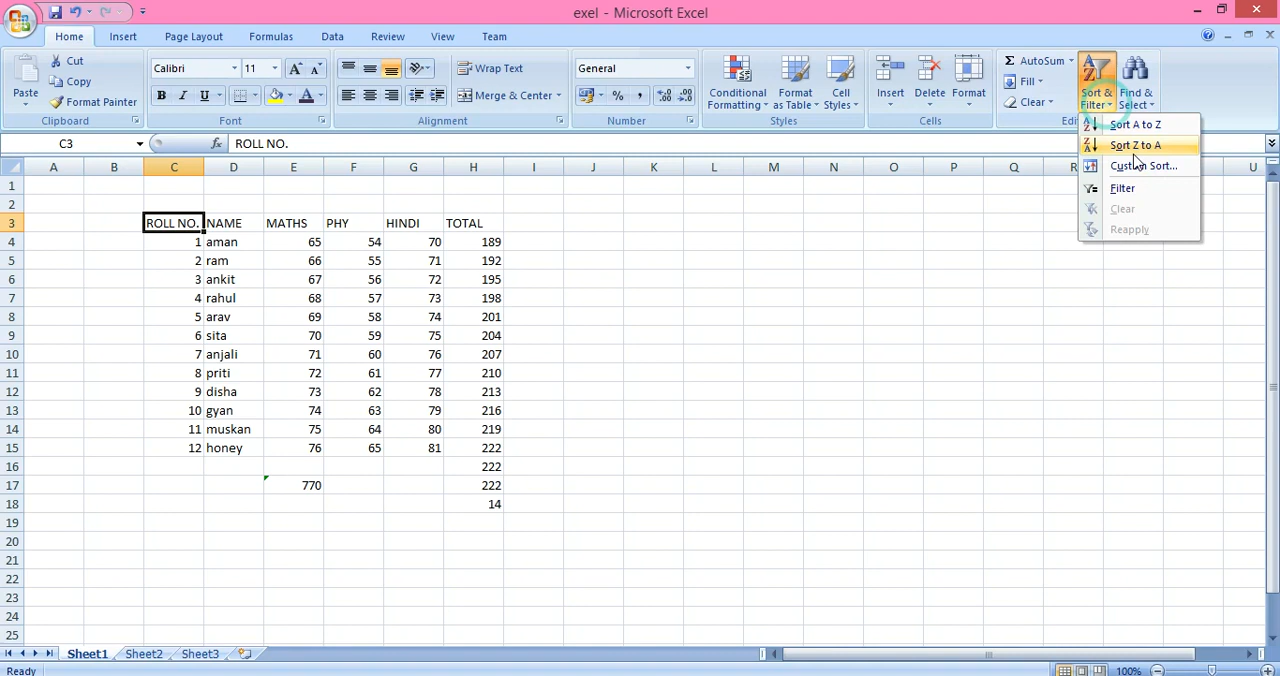 exel - Microsoft Excel
Home Insert Page Layout Formulas Data Review View Team
Cut Calibri 11 Wrap Text General AutoSum
Copy Fill
Paste Format Painter Merge & Center Conditional Formatting Format as Table Cell Styles Insert Delete Format Clear Sort & Filter Find & Select
Clipboard Font Alignment Number Styles Cells
Sort A to Z
Sort Z to A
Custom Sort...
Filter
Clear
Reapply
C3 fx ROLL NO.
A B C D E F G H I J K L M N O P Q R S T U
1
2
3 ROLL NO. NAME MATHS PHY HINDI TOTAL
4 1 aman 65 54 70 189
5 2 ram 66 55 71 192
6 3 ankit 67 56 72 195
7 4 rahul 68 57 73 198
8 5 arav 69 58 74 201
9 6 sita 70 59 75 204
10 7 anjali 71 60 76 207
11 8 priti 72 61 77 210
12 9 disha 73 62 78 213
13 10 gyan 74 63 79 216
14 11 muskan 75 64 80 219
15 12 honey 76 65 81 222
16 222
17 770 222
18 14
19
20
21
22
23
24
25
Sheet1 Sheet2 Sheet3
Ready 100%